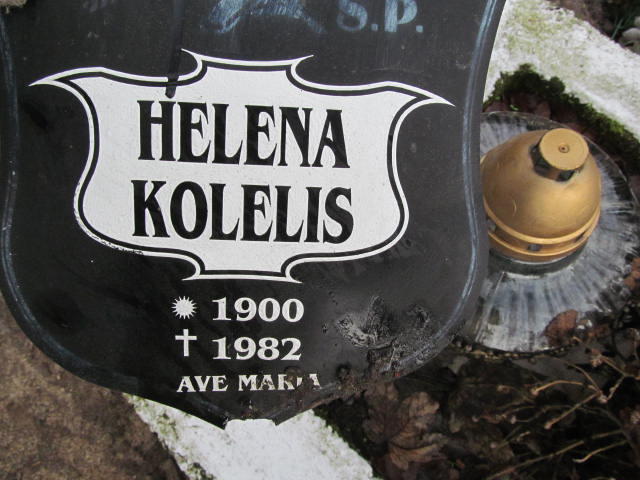 S.P.
HELENA
KOLELIS
1900
1982
AVE MARIA